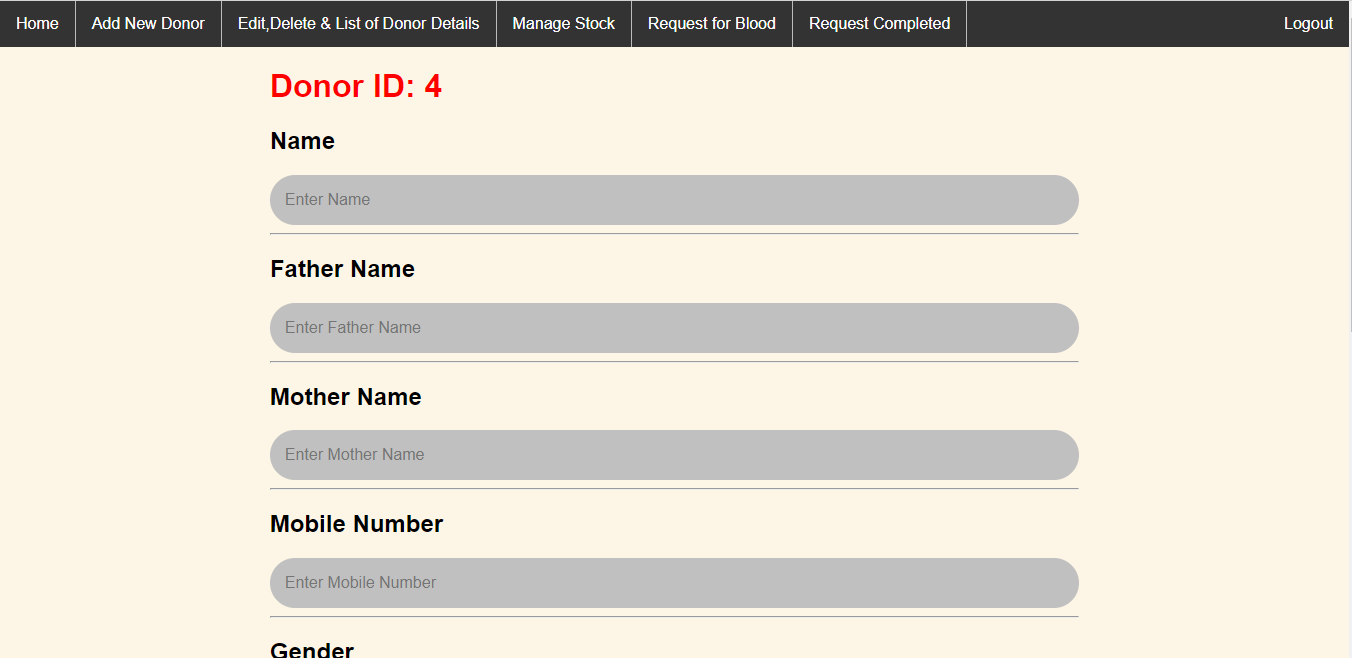 Home Add New Donor Edit,Delete & List of Donor Details Manage Stock Request for Blood Request Completed Logout
Donor ID: 4
Name
Enter Name
Father Name
Enter Father Name
Mother Name
Enter Mother Name
Mobile Number
Enter Mobile Number
Gender